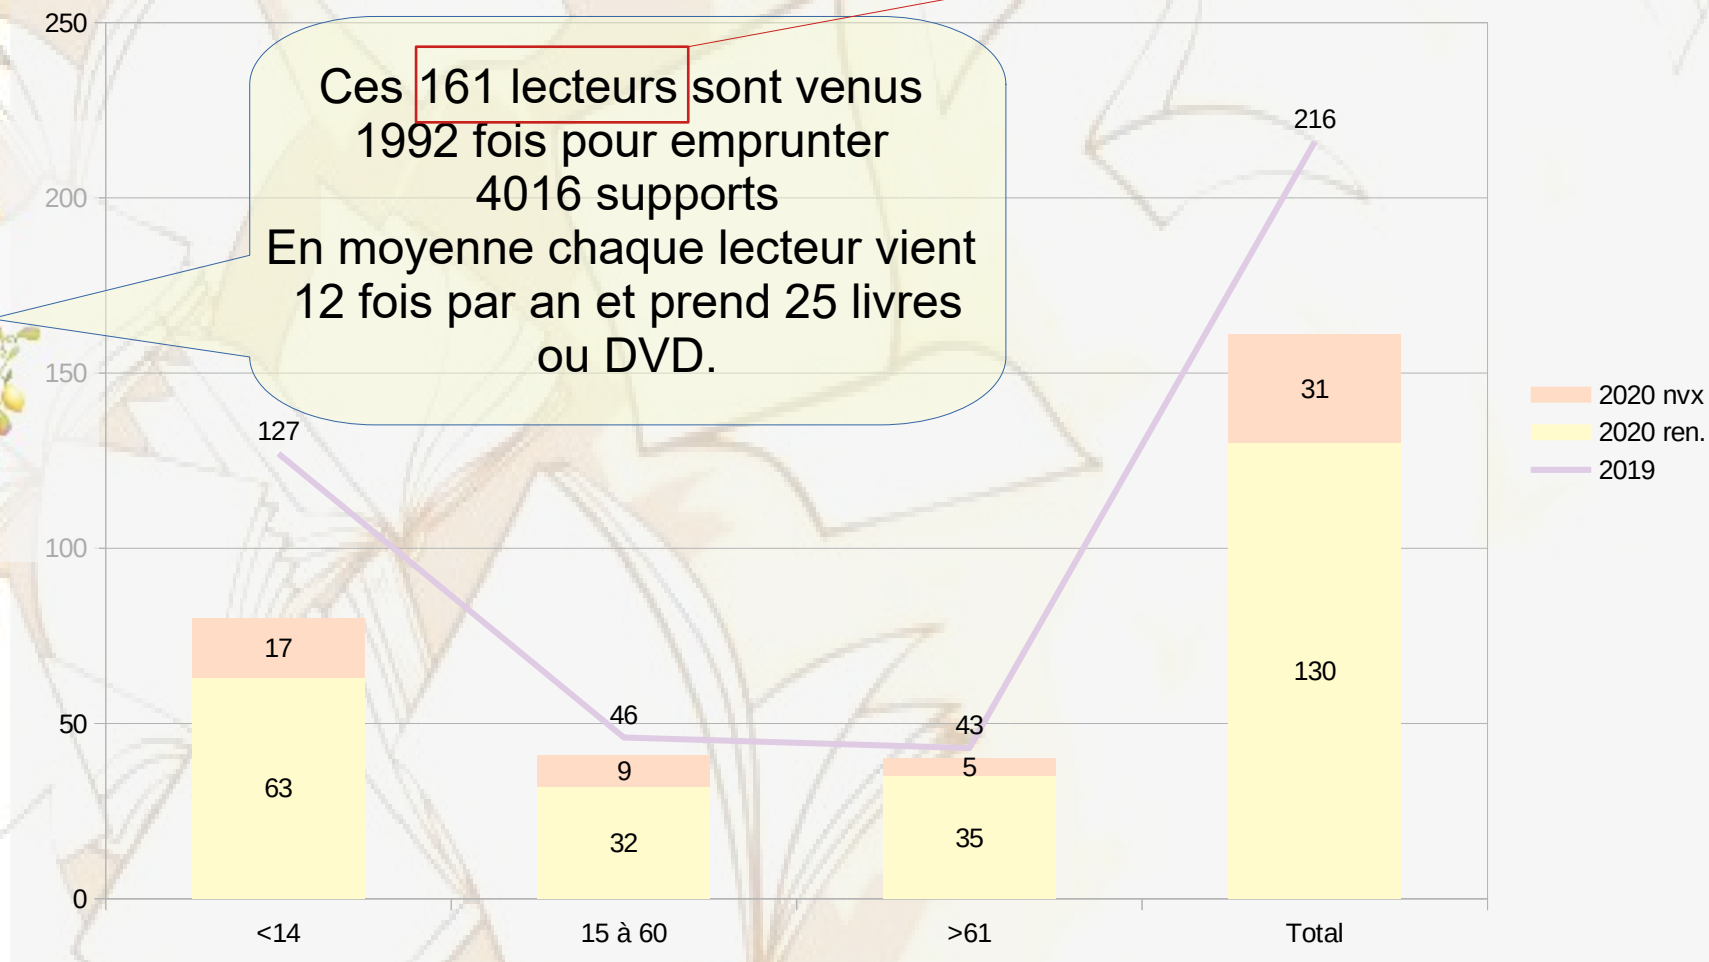 Ces 161 lecteurs sont venus
1992 fois pour emprunter
4016 supports
En moyenne chaque lecteur vient
12 fois par an et prend 25 livres
ou DVD.
250
200
150
100
50
0
127
46
43
216
17
63
9
32
5
35
31
130
<14
15 à 60
>61
Total
2020 nvx
2020 ren.
2019